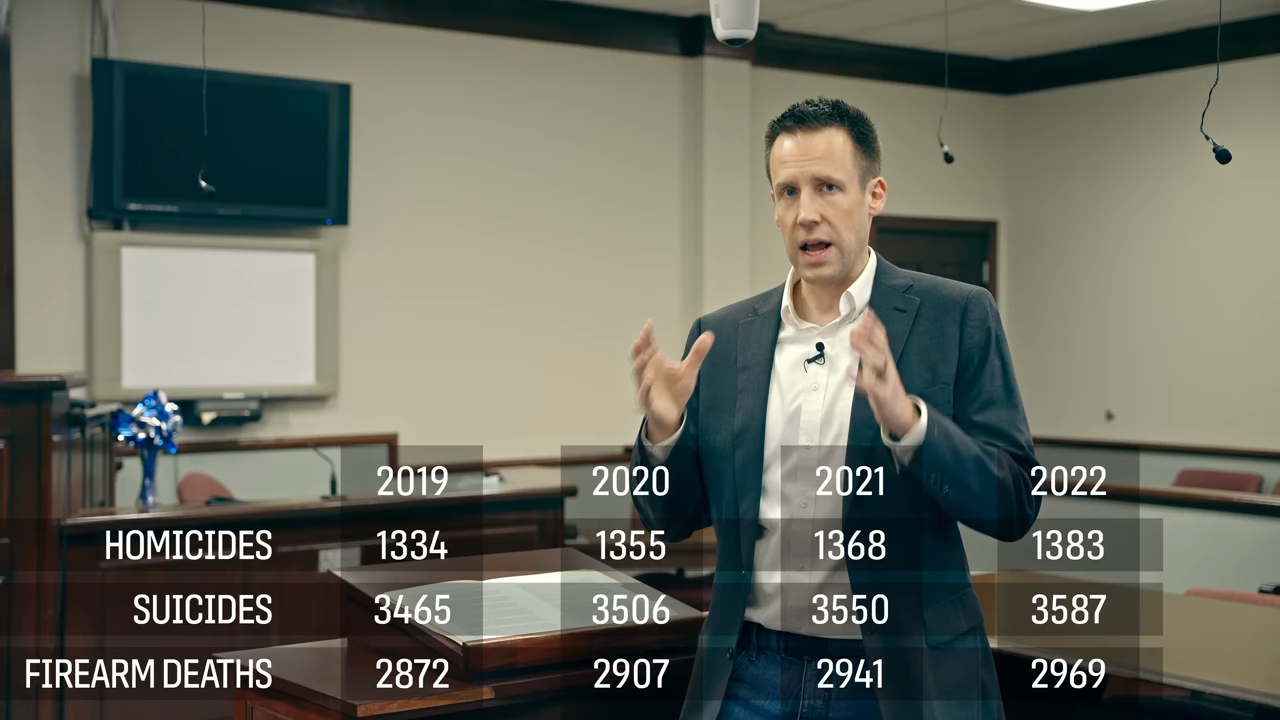 2019 2020 2021 2022
HOMICIDES 1334 1355 1368 1383
SUICIDES 3465 3506 3550 3587
FIREARM DEATHS 2872 2907 2941 2969